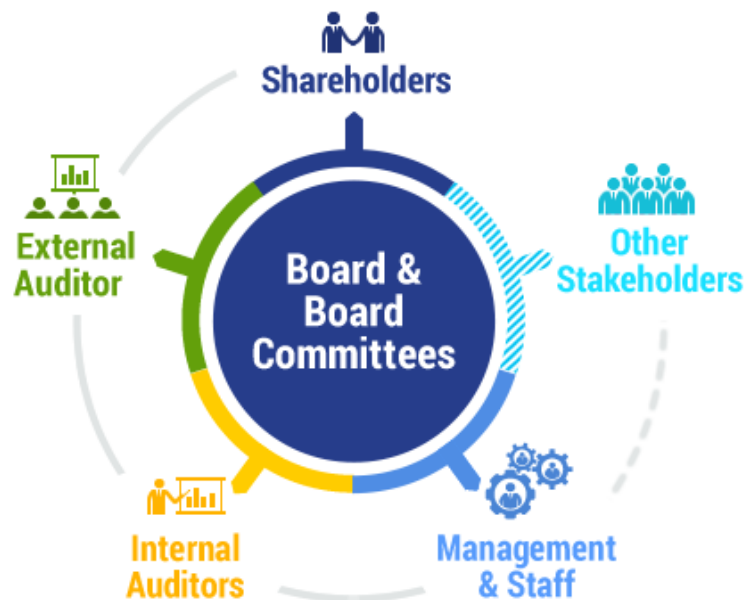 Shareholders
External
Auditor
Other
Stakeholders
Board &
Board
Committees
Internal
Auditors
Management
& Staff